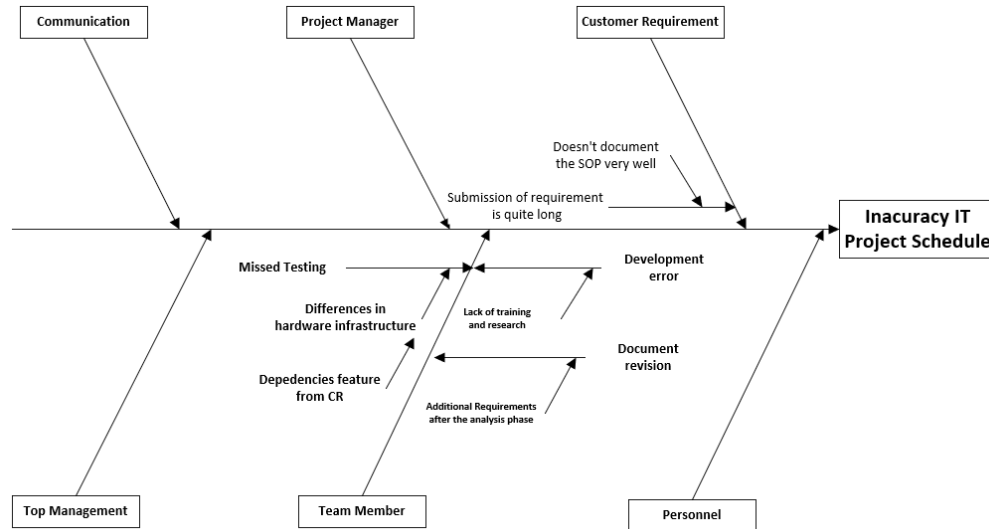 Communication
Project Manager
Customer Requirement
Doesn't document
the SOP very well
Submission of requirement
is quite long
Inacuracy IT
Project Schedule
Missed Testing
Development
error
Differences in
hardware infrastructure
Lack of training
and research
Document
revision
Depedencies feature
from CR
Additional Requirements
after the analysis phase
Top Management
Team Member
Personnel